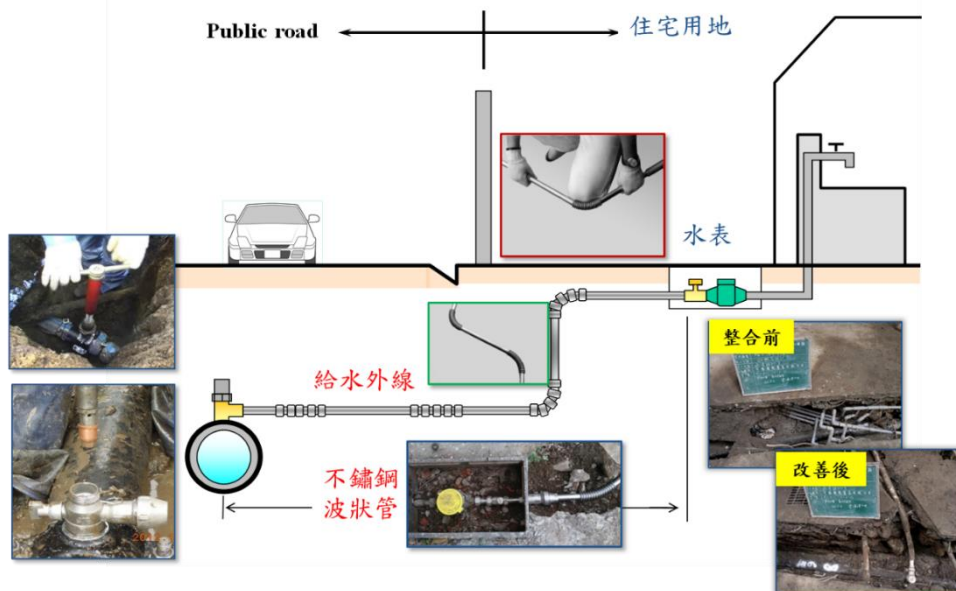 Public road
住宅用地
水表
整合前
給水外線
改善後
不鏽鋼
波狀管